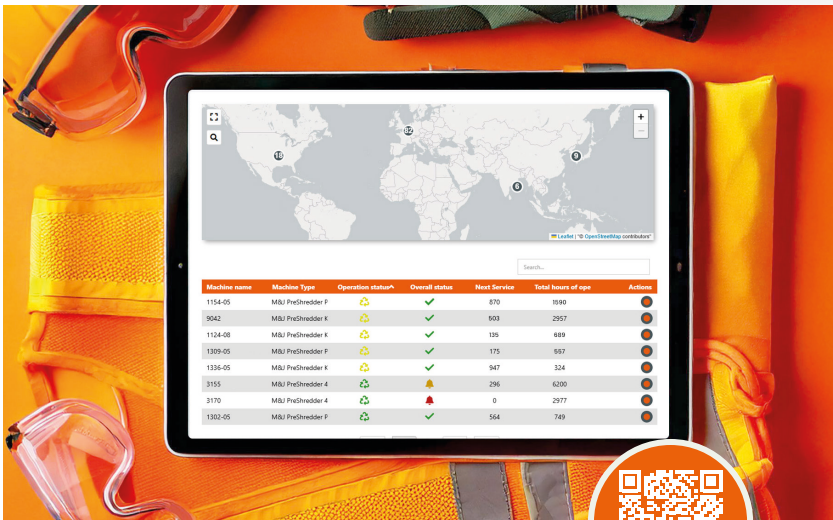 +
−
18
82
9
6
Leaflet | "© OpenStreetMap contributors"
Search...
Machine name Machine Type Operation status Overall status Next Service Total hours of ope Actions
1154-05 M&J PreShredder F 870 1590
9042 M&J PreShredder K 503 2957
1124-08 M&J PreShredder K 135 689
1309-05 M&J PreShredder F 175 557
1336-05 M&J PreShredder K 947 324
3155 M&J PreShredder 4 296 6200
3170 M&J PreShredder 4 0 2977
1302-05 M&J PreShredder F 564 749